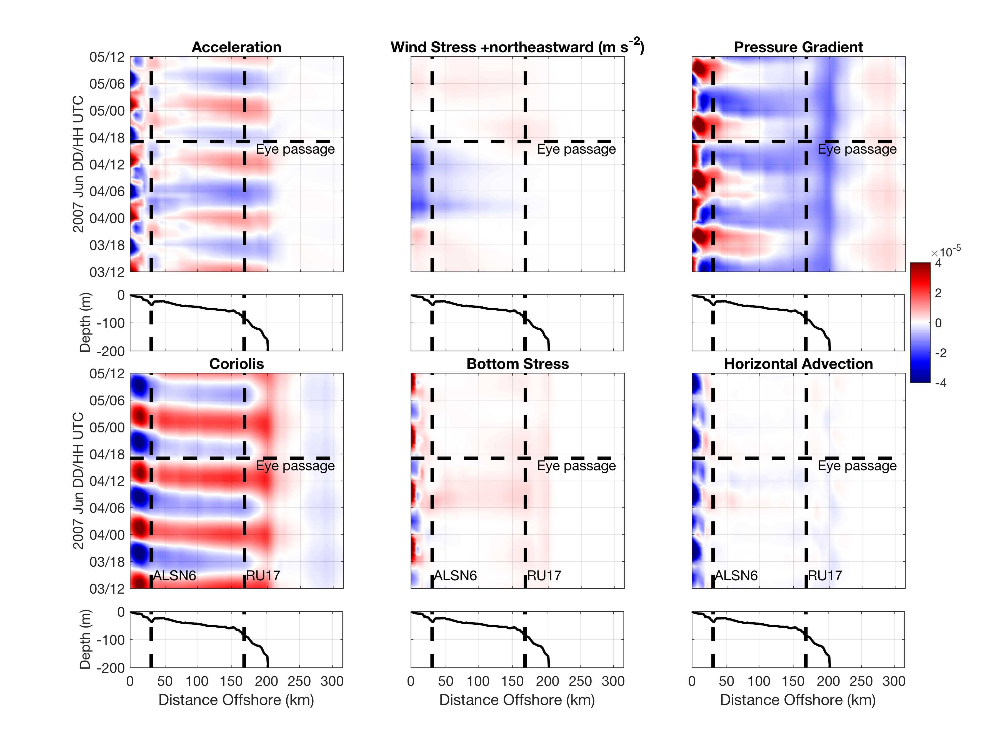 Acceleration
Wind Stress +northeastward (m s-2)
Pressure Gradient
2007 Jun DD/HH UTC
05/12
05/06
05/00
04/18
04/12
04/06
04/00
03/18
03/12
Eye passage
Eye passage
Eye passage
×10-5
4
2
0
-2
-4
Depth (m)
0
-100
-200
Coriolis
Bottom Stress
Horizontal Advection
2007 Jun DD/HH UTC
05/12
05/06
05/00
04/18
04/12
04/06
04/00
03/18
03/12
Eye passage
Eye passage
Eye passage
ALSN6 RU17
ALSN6 RU17
ALSN6 RU17
Depth (m)
0
-100
-200
0 50 100 150 200 250 300
0 50 100 150 200 250 300
0 50 100 150 200 250 300
Distance Offshore (km)
Distance Offshore (km)
Distance Offshore (km)